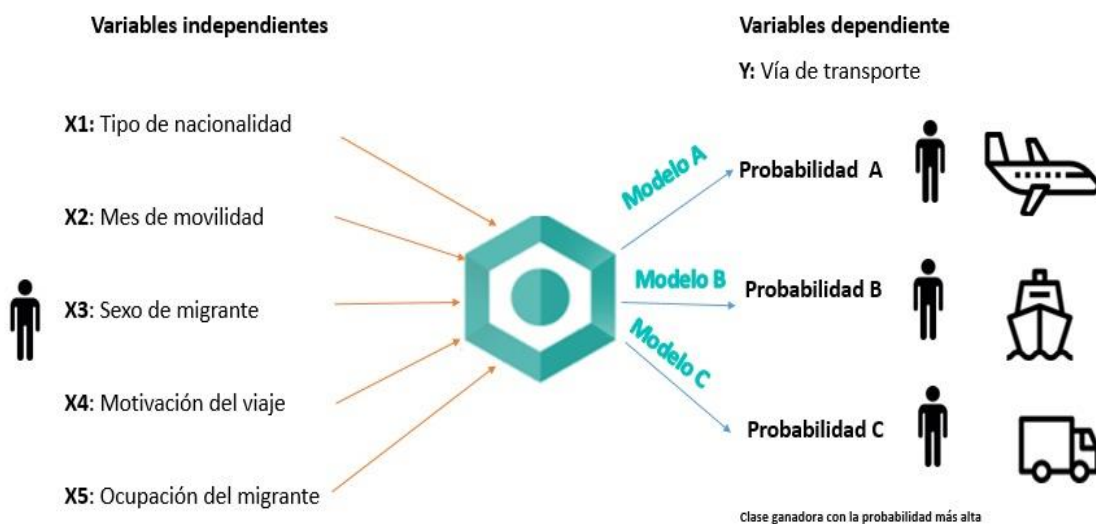 Variables independientes
X1: Tipo de nacionalidad
X2: Mes de movilidad
X3: Sexo de migrante
X4: Motivación del viaje
X5: Ocupación del migrante
Modelo A
Modelo B
Modelo C
Variables dependiente
Y: Vía de transporte
Probabilidad A
Probabilidad B
Probabilidad C
Clase ganadora con la probabilidad más alta